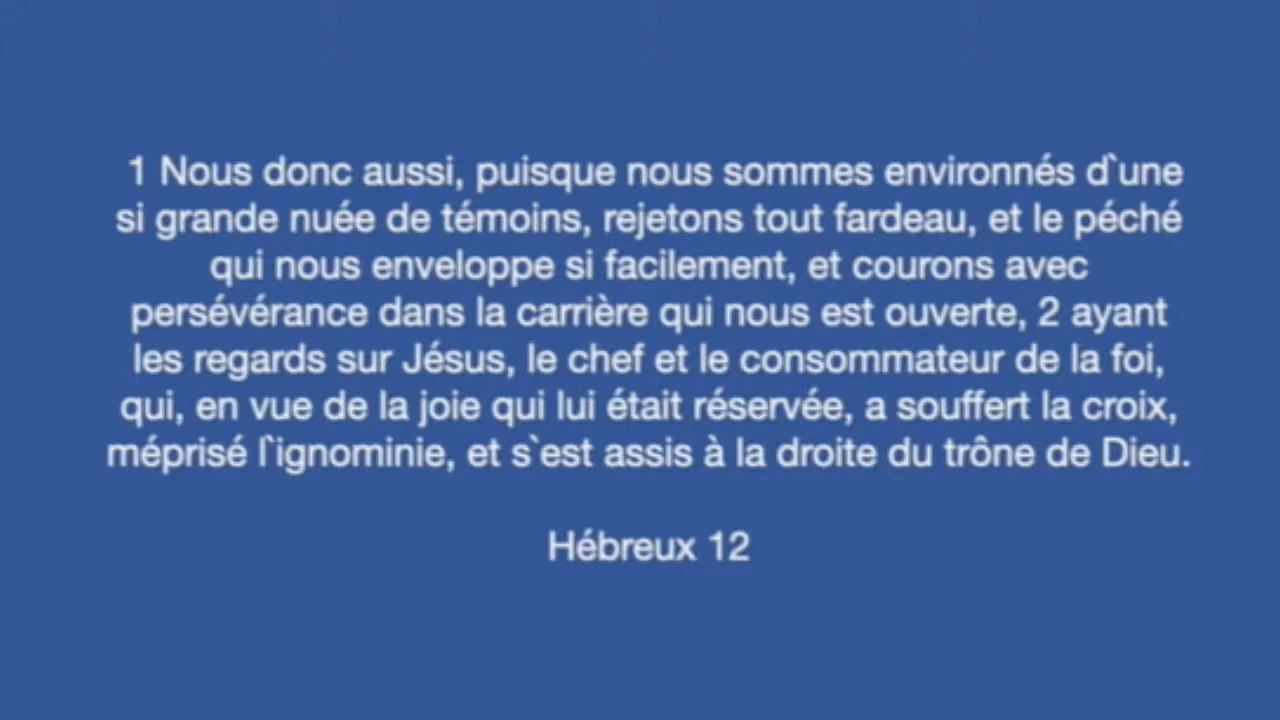 1 Nous donc aussi, puisque nous sommes environnés d`une
si grande nuée de témoins, rejetons tout fardeau, et le péché
qui nous enveloppe si facilement, et courons avec
persévérance dans la carrière qui nous est ouverte, 2 ayant
les regards sur Jésus, le chef et le consommateur de la foi,
qui, en vue de la joie qui lui était réservée, a souffert la croix,
méprisé l`ignominie, et s`est assis à la droite du trône de Dieu.
Hébreux 12